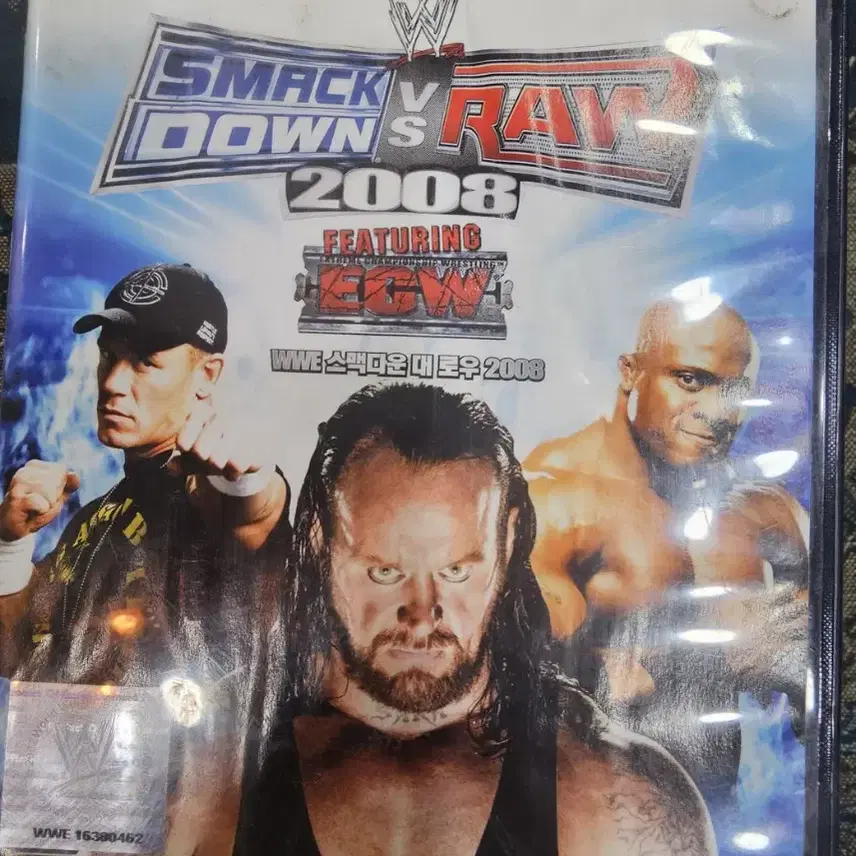 W
SMACK
DOWN
VS
RAW
2008
FEATURING
EXTREME CHAMPIONSHIP WRESTLING
ECW
WWE 스맥다운 대 로우 2008
WWE 16380462